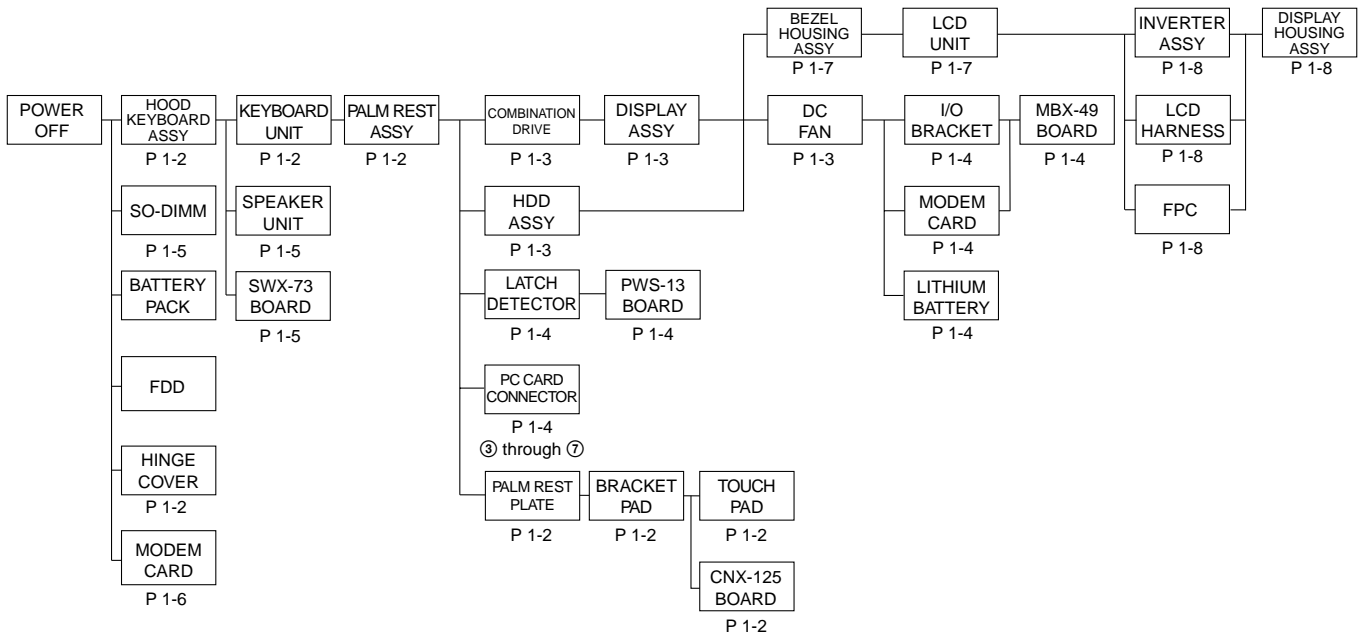 BEZEL
HOUSING
ASSY
P 1-7
LCD
UNIT
P 1-7
INVERTER
ASSY
P 1-8
DISPLAY
HOUSING
ASSY
P 1-8
POWER
OFF
HOOD
KEYBOARD
ASSY
P 1-2
KEYBOARD
UNIT
P 1-2
PALM REST
ASSY
P 1-2
COMBINATION
DRIVE
P 1-3
DISPLAY
ASSY
P 1-3
DC
FAN
P 1-3
I/O
BRACKET
P 1-4
MBX-49
BOARD
P 1-4
LCD
HARNESS
P 1-8
SO-DIMM
P 1-5
SPEAKER
UNIT
P 1-5
HDD
ASSY
P 1-3
MODEM
CARD
P 1-4
FPC
P 1-8
BATTERY
PACK
SWX-73
BOARD
P 1-5
LATCH
DETECTOR
P 1-4
PWS-13
BOARD
P 1-4
LITHIUM
BATTERY
P 1-4
FDD
PC CARD
CONNECTOR
P 1-4
③ through ⑦
HINGE
COVER
P 1-2
PALM REST
PLATE
P 1-2
BRACKET
PAD
P 1-2
TOUCH
PAD
P 1-2
MODEM
CARD
P 1-6
CNX-125
BOARD
P 1-2